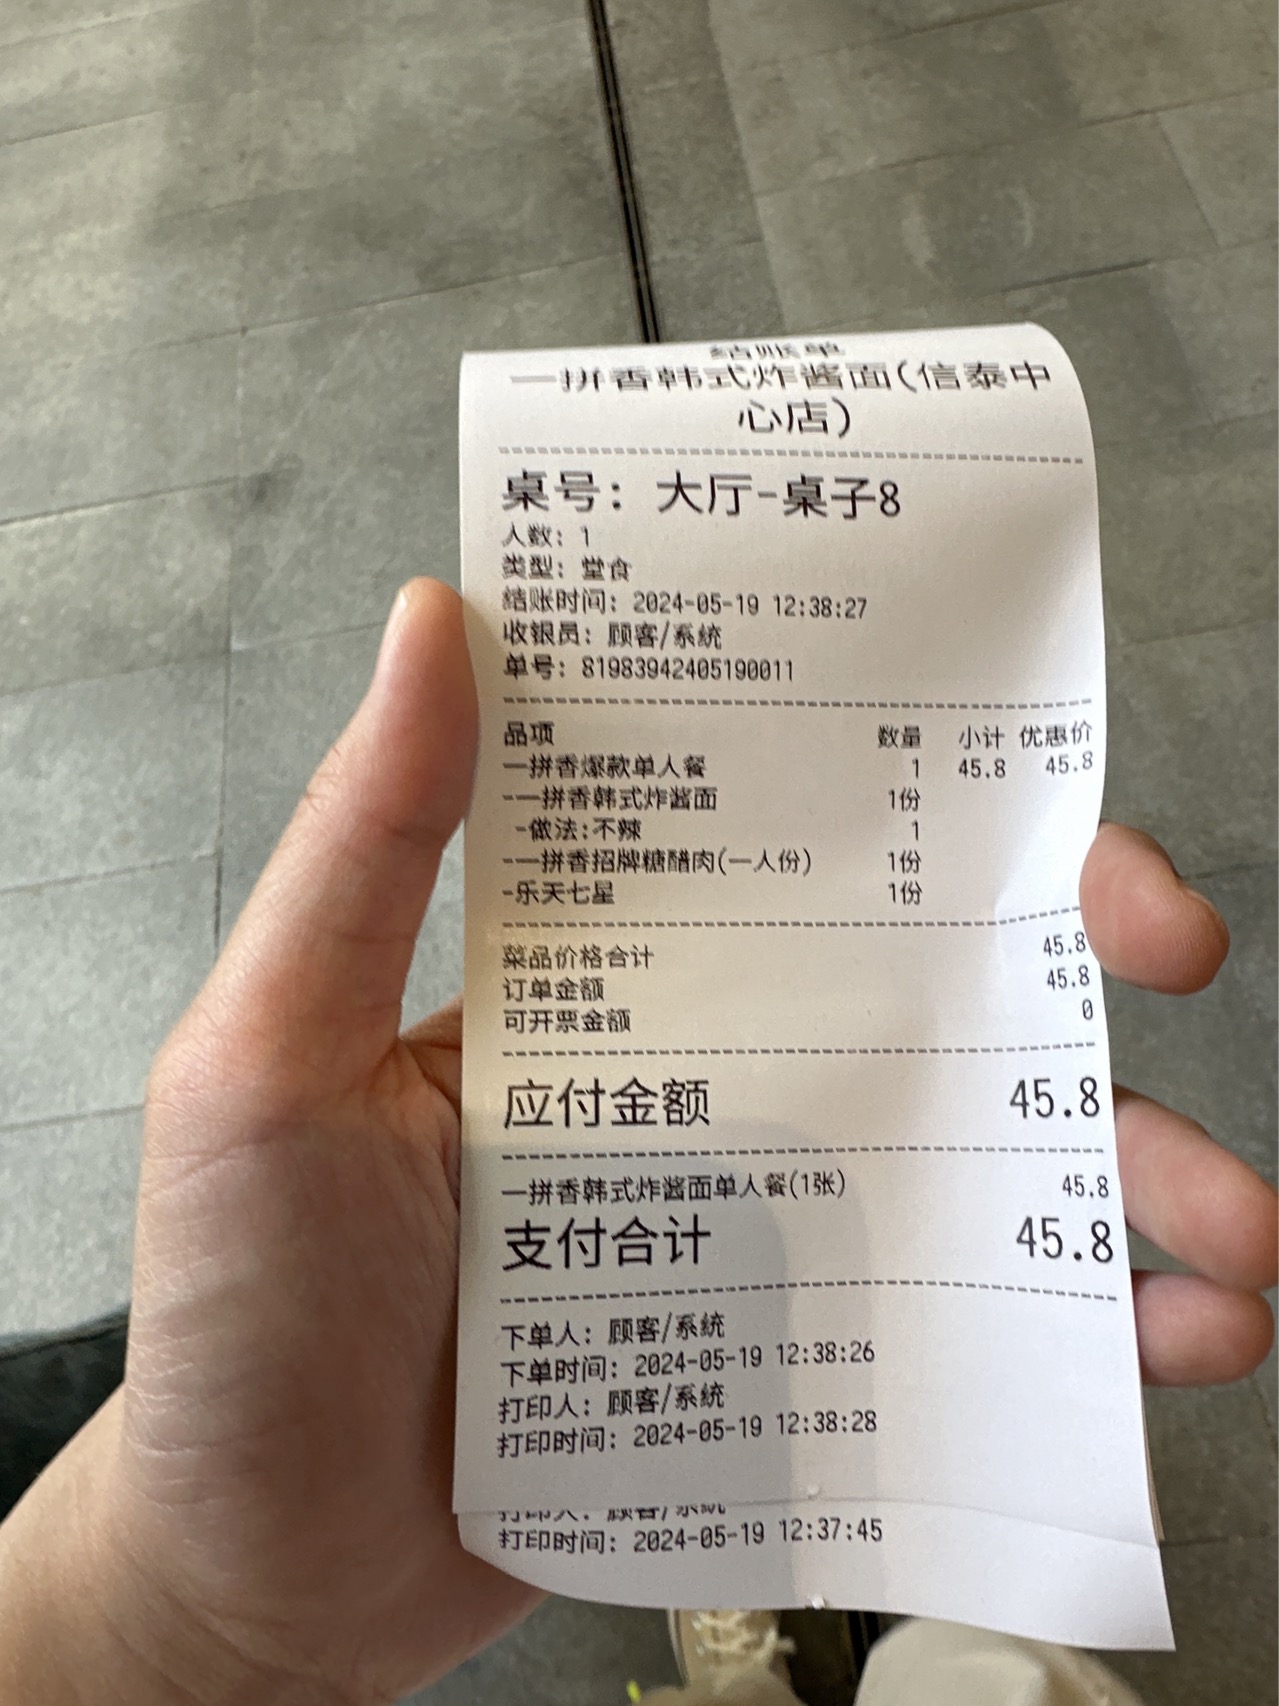 结账单
一拼香韩式炸酱面(信泰中
心店)
桌号：大厅-桌子8
人数：1
类型：堂食
结账时间：2024-05-19 12:38:27
收银员：顾客/系统
单号：81983942405190011
品项 数量 小计 优惠价
一拼香爆款单人餐 1 45.8 45.8
-一拼香韩式炸酱面 1份
-做法:不辣 1
-一拼香招牌糖醋肉(一人份) 1份
-乐天七星 1份
菜品价格合计 45.8
订单金额 45.8
可开票金额 0
应付金额 45.8
一拼香韩式炸酱面单人餐(1张) 45.8
支付合计 45.8
下单人：顾客/系统
下单时间：2024-05-19 12:38:26
打印人：顾客/系统
打印时间：2024-05-19 12:38:28
打印人：顾客/系统
打印时间：2024-05-19 12:37:45